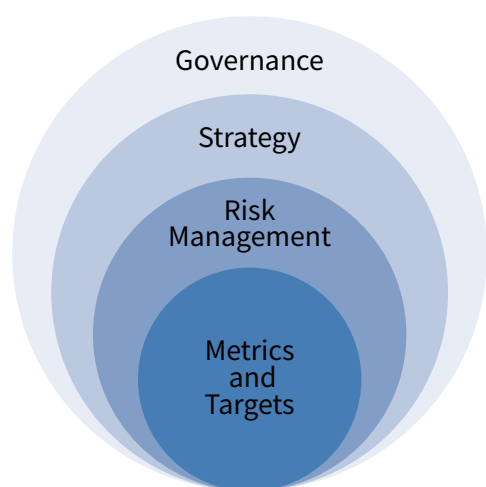 Governance
Strategy
Risk
Management
Metrics
and
Targets